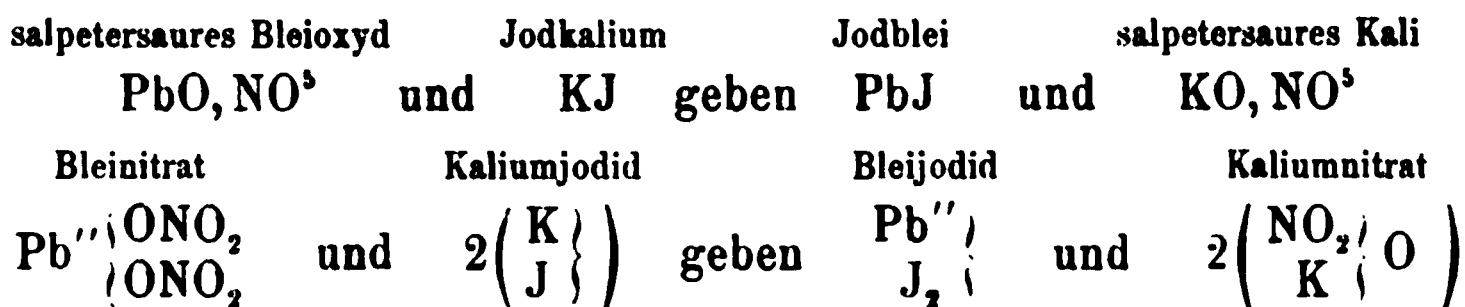 salpetersaures Bleioxyd Jodkalium Jodblei salpetersaures Kali
PbO, NO⁵ und KJ geben PbJ und KO, NO⁵
Bleinitrat Kaliumjodid Bleijodid Kaliumnitrat
Pb″{ONO₂ ONO₂ und 2(K J}) geben Pb″ J₂} und 2(NO₂ K}O)